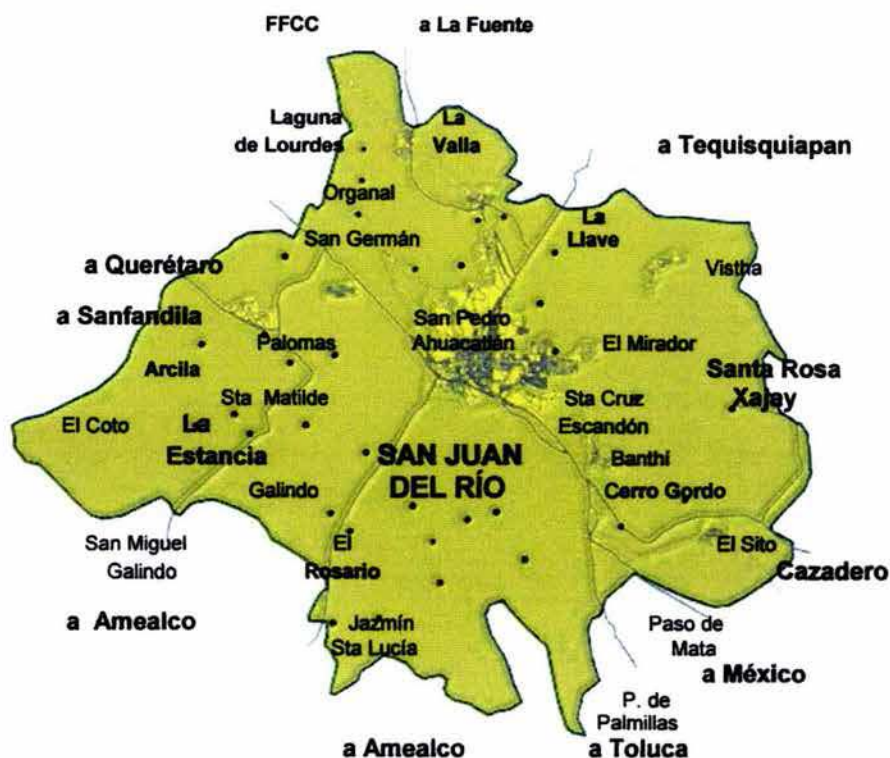 FFCC
a La Fuente
Laguna
de Lourdes
La
Valla
a Tequisquiapan
Organal
San Germán
La
Llave
a Querétaro
Vistha
a Sanfandila
San Pedro
Ahuacatlán
Palomas
El Mirador
Arcila
Santa Rosa
Xajay
Sta Matilde
Sta Cruz
Escandón
El Coto
La
Estancia
SAN JUAN
DEL RÍO
Banthí
Galindo
Cerro Gordo
San Miguel
Galindo
El
Rosario
El Sito
Cazadero
a Amealco
Jazmín
Sta Lucía
Paso de
Mata
a México
P. de
Palmillas
a Amealco
a Toluca